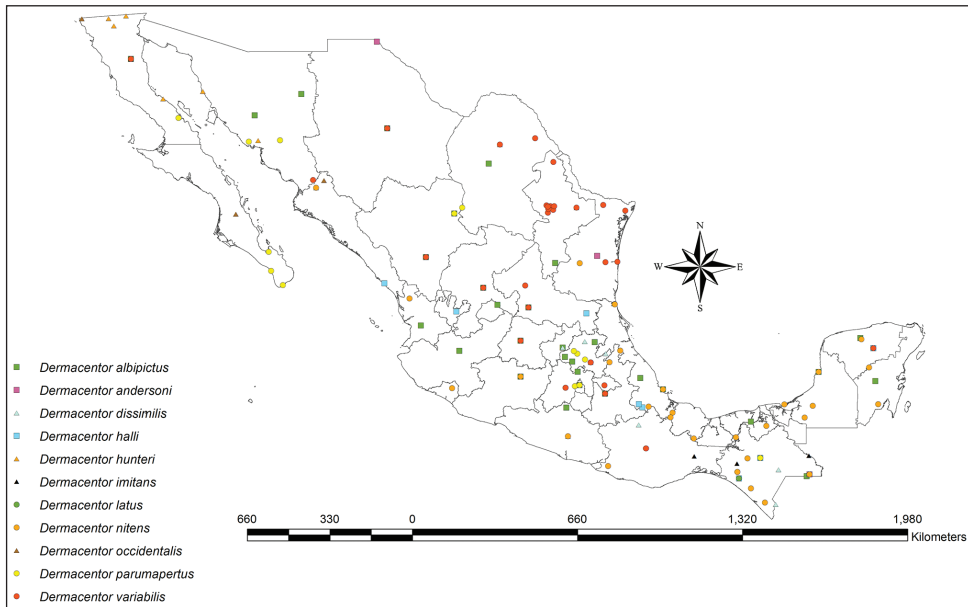 N
W E
S
Dermacentor albipictus
Dermacentor andersoni
Dermacentor dissimilis
Dermacentor halli
Dermacentor hunteri
Dermacentor imitans
Dermacentor latus
Dermacentor nitens
Dermacentor occidentalis
Dermacentor parumapertus
Dermacentor variabilis
660 330 0 660 1,320 1,980
Kilometers